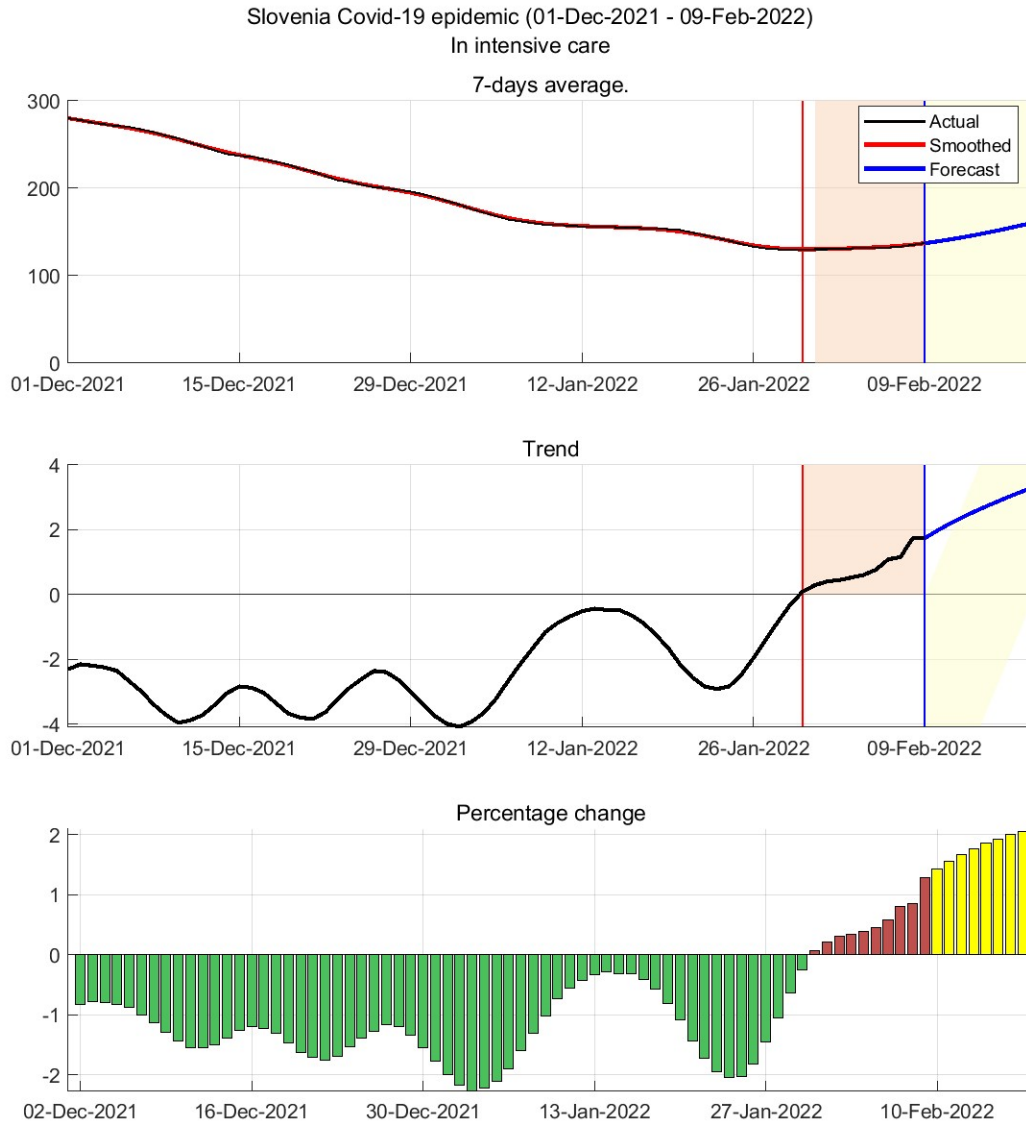 Slovenia Covid-19 epidemic (01-Dec-2021 - 09-Feb-2022)
In intensive care
7-days average.
300
200
100
0
Actual
Smoothed
Forecast
01-Dec-2021 15-Dec-2021 29-Dec-2021 12-Jan-2022 26-Jan-2022 09-Feb-2022
Trend
4
2
0
-2
-4
01-Dec-2021 15-Dec-2021 29-Dec-2021 12-Jan-2022 26-Jan-2022 09-Feb-2022
Percentage change
2
1
0
-1
-2
02-Dec-2021 16-Dec-2021 30-Dec-2021 13-Jan-2022 27-Jan-2022 10-Feb-2022